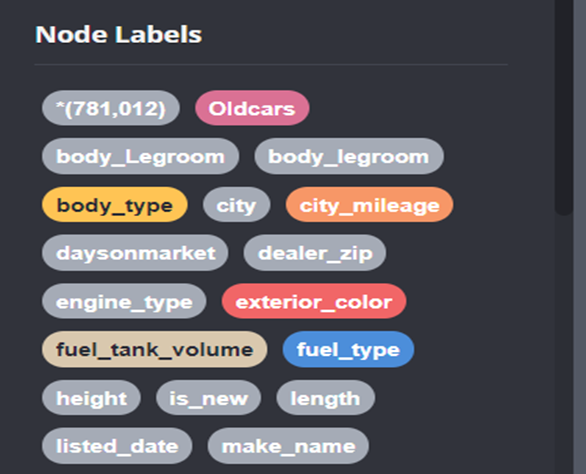 Node Labels
*(781,012) Oldcars
body_Legroom body_legroom
body_type city city_mileage
daysonmarket dealer_zip
engine_type exterior_color
fuel_tank_volume fuel_type
height is_new length
listed_date make_name